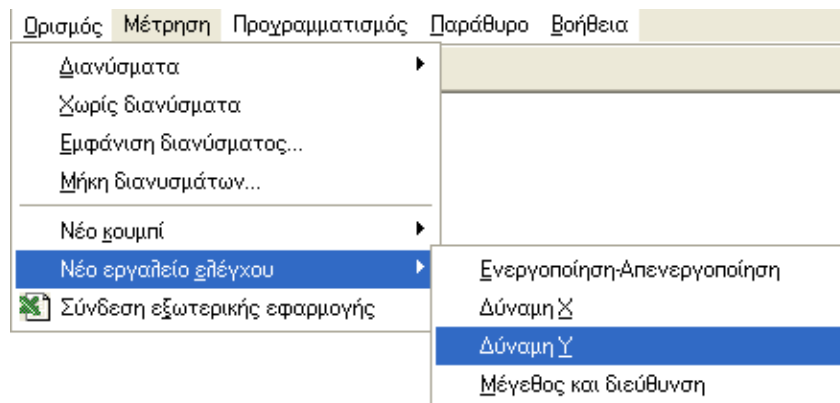 Ορισμός Μέτρηση Προγραμματισμός Παράθυρο Βοήθεια
Διανύσματα
Χωρίς διανύσματα
Εμφάνιση διανύσματος...
Μήκη διανυσμάτων...
Νέο κουμπί
Νέο εργαλείο ελέγχου
Σύνδεση εξωτερικής εφαρμογής
Ενεργοποίηση-Απενεργοποίηση
Δύναμη X
Δύναμη Y
Μέγεθος και διεύθυνση